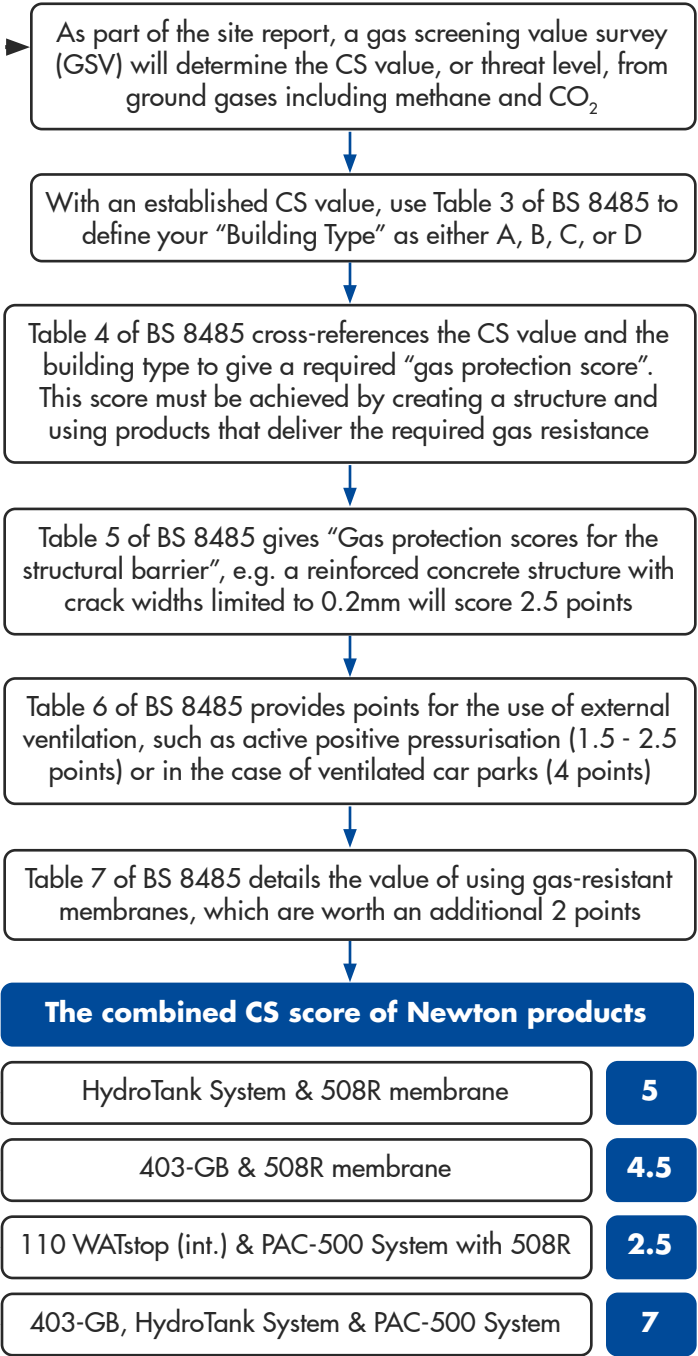 As part of the site report, a gas screening value survey
(GSV) will determine the CS value, or threat level, from
ground gases including methane and CO₂
With an established CS value, use Table 3 of BS 8485 to
define your “Building Type” as either A, B, C, or D
Table 4 of BS 8485 cross-references the CS value and the
building type to give a required “gas protection score”.
This score must be achieved by creating a structure and
using products that deliver the required gas resistance
Table 5 of BS 8485 gives “Gas protection scores for the
structural barrier”, e.g. a reinforced concrete structure with
crack widths limited to 0.2mm will score 2.5 points
Table 6 of BS 8485 provides points for the use of external
ventilation, such as active positive pressurisation (1.5 - 2.5
points) or in the case of ventilated car parks (4 points)
Table 7 of BS 8485 details the value of using gas-resistant
membranes, which are worth an additional 2 points
The combined CS score of Newton products
HydroTank System & 508R membrane 5
403-GB & 508R membrane 4.5
110 WATstop (int.) & PAC-500 System with 508R 2.5
403-GB, HydroTank System & PAC-500 System 7